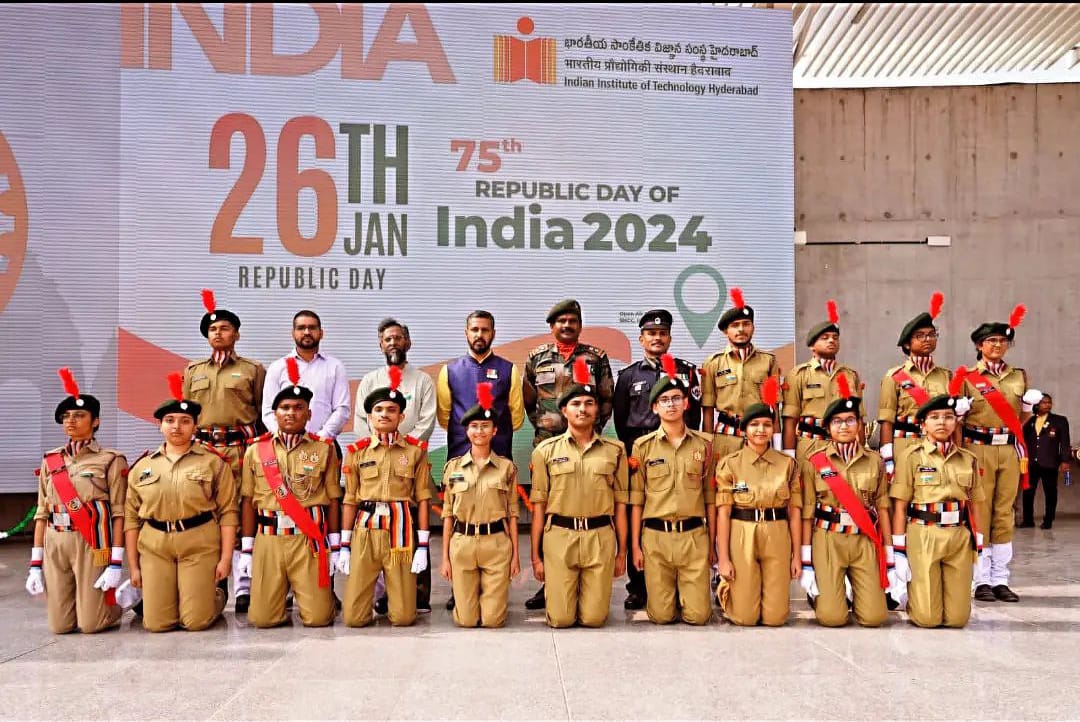 INDIA
భారతీయ సాంకేతిక విజ్ఞాన సంస్థ హైదరాబాద్
भारतीय प्रौद्योगिकी संस्थान हैदराबाद
Indian Institute of Technology Hyderabad
26TH
JAN
REPUBLIC DAY
75th
REPUBLIC DAY OF
India 2024